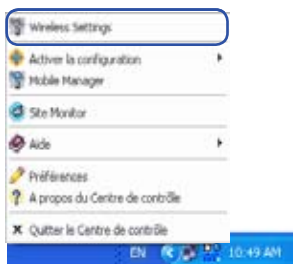 Wireless Settings
Activer la configuration
Mobile Manager
Site Monitor
Aide
Préférences
A propos du Centre de contrôle
Quitter le Centre de contrôle
EN 10:49 AM